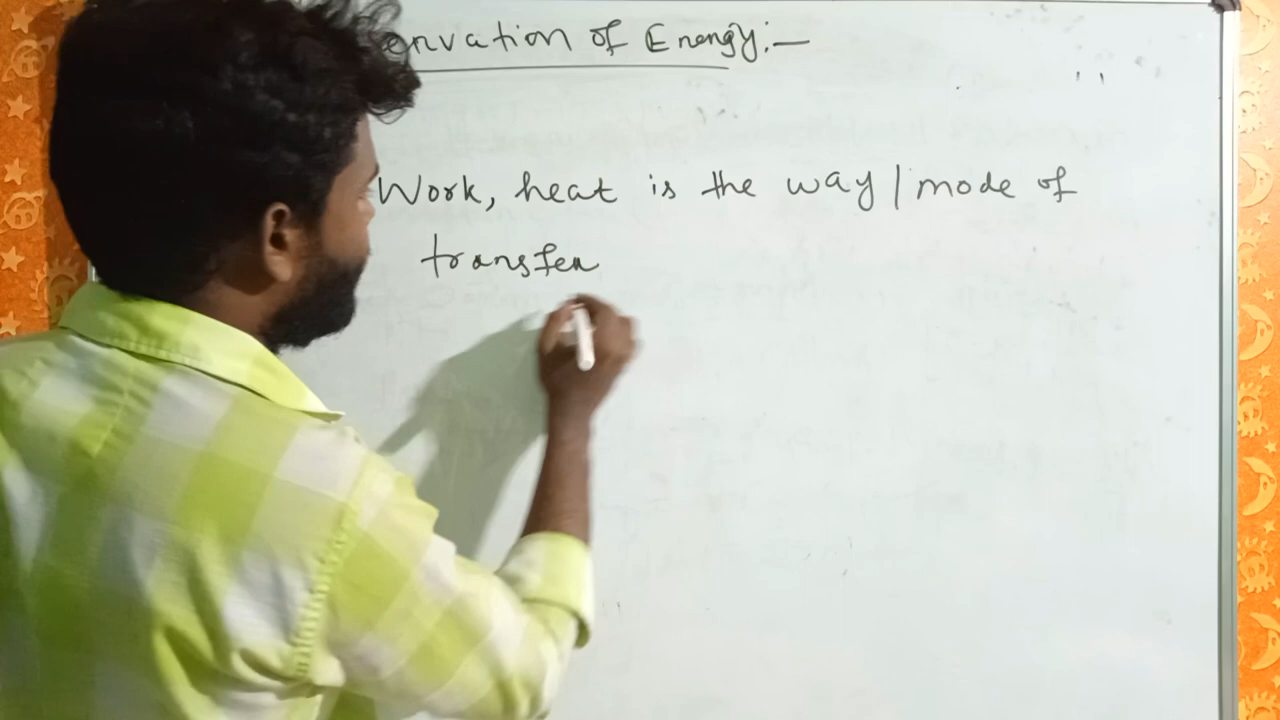 ervation of Energy:—
Work, heat is the way/mode of
transfer